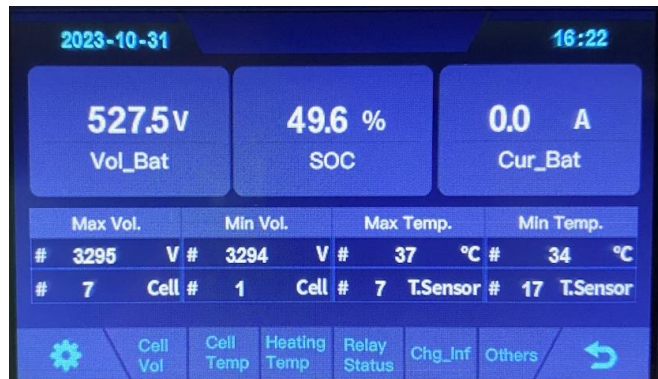 2023-10-31 16:22
527.5 V 49.6 % 0.0 A
Vol_Bat SOC Cur_Bat
Max Vol. Min Vol. Max Temp. Min Temp.
# 3295 V # 3294 V # 37 °C # 34 °C
# 7 Cell # 1 Cell # 7 T.Sensor # 17 T.Sensor
Cell Vol Cell Temp Heating Temp Relay Status Chg_Inf Others